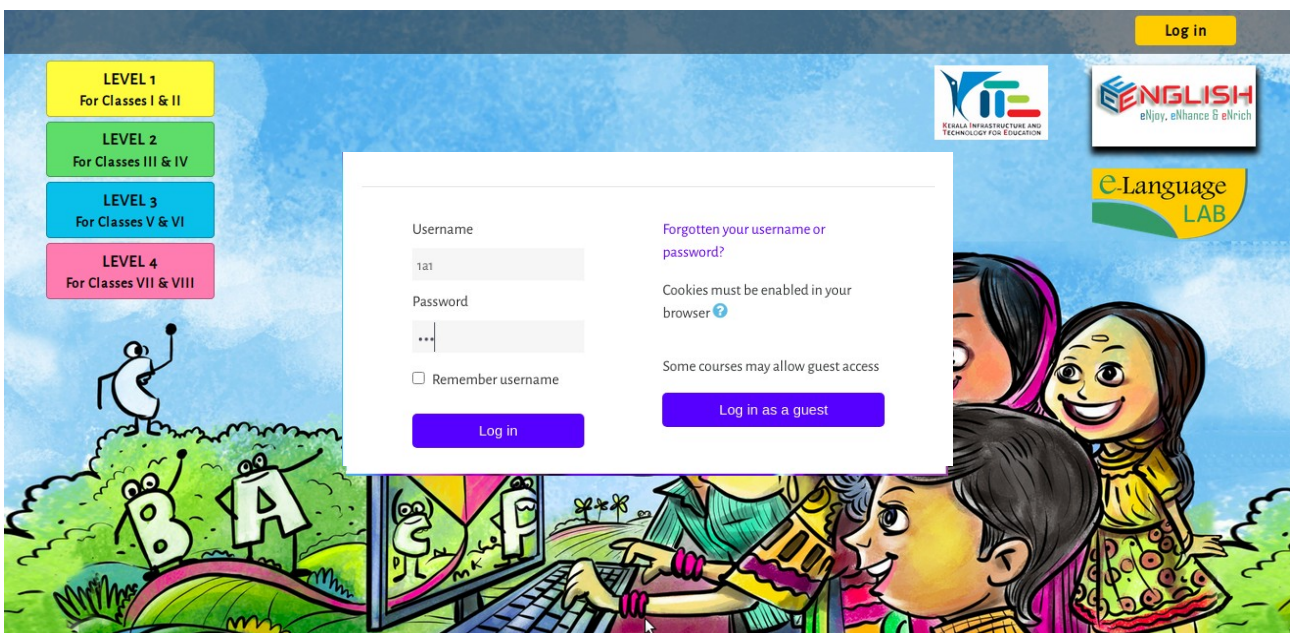 Log in
LEVEL 1
For Classes I & II
LEVEL 2
For Classes III & IV
LEVEL 3
For Classes V & VI
LEVEL 4
For Classes VII & VIII
KERALA INFRASTRUCTURE AND
TECHNOLOGY FOR EDUCATION
ENGLISH
eNjoy, eNhance & eNrich
e-Language
LAB
Username
1a1
Password
•••
Remember username
Log in
Forgotten your username or
password?
Cookies must be enabled in your
browser
Some courses may allow guest access
Log in as a guest
C
B
A
P
M
K